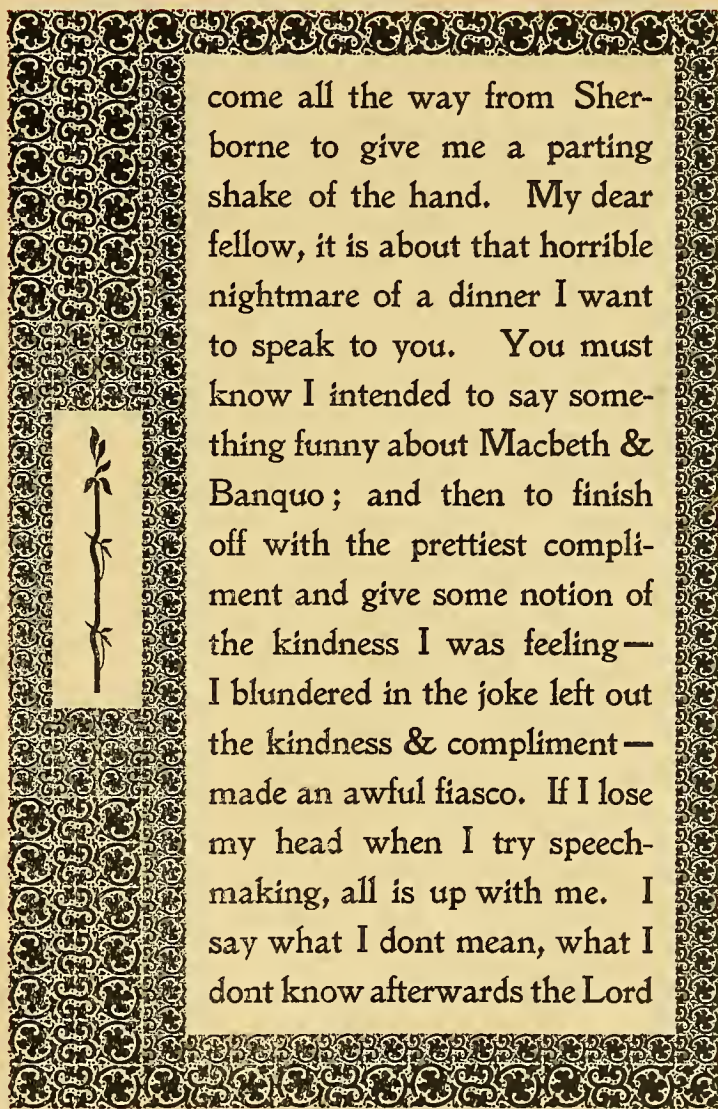 come all the way from Sher-
borne to give me a parting
shake of the hand. My dear
fellow, it is about that horrible
nightmare of a dinner I want
to speak to you. You must
know I intended to say some-
thing funny about Macbeth &
Banquo; and then to finish
off with the prettiest compli-
ment and give some notion of
the kindness I was feeling—
I blundered in the joke left out
the kindness & compliment—
made an awful fiasco. If I lose
my head when I try speech-
making, all is up with me. I
say what I dont mean, what I
dont know afterwards the Lord